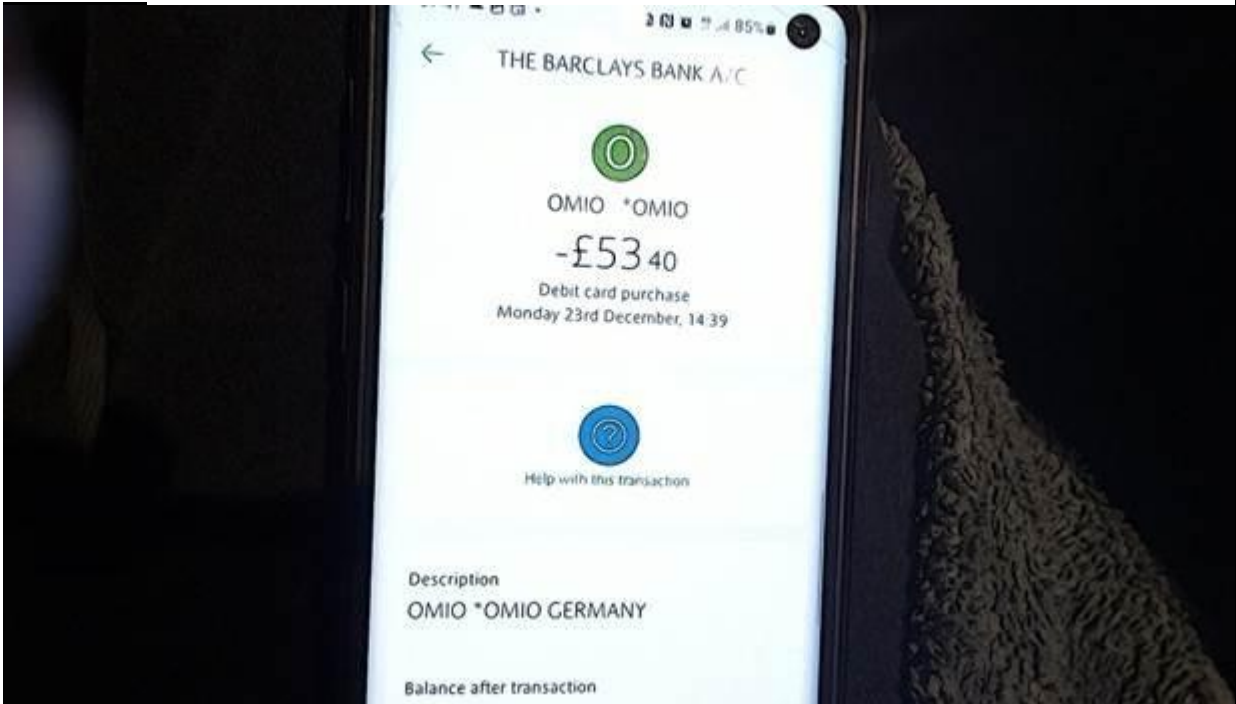 85%
THE BARCLAYS BANK A/C
O
OMIO *OMIO
-£53 40
Debit card purchase
Monday 23rd December, 14 39
?
Help with this transaction
Description
OMIO *OMIO GERMANY
Balance after transaction